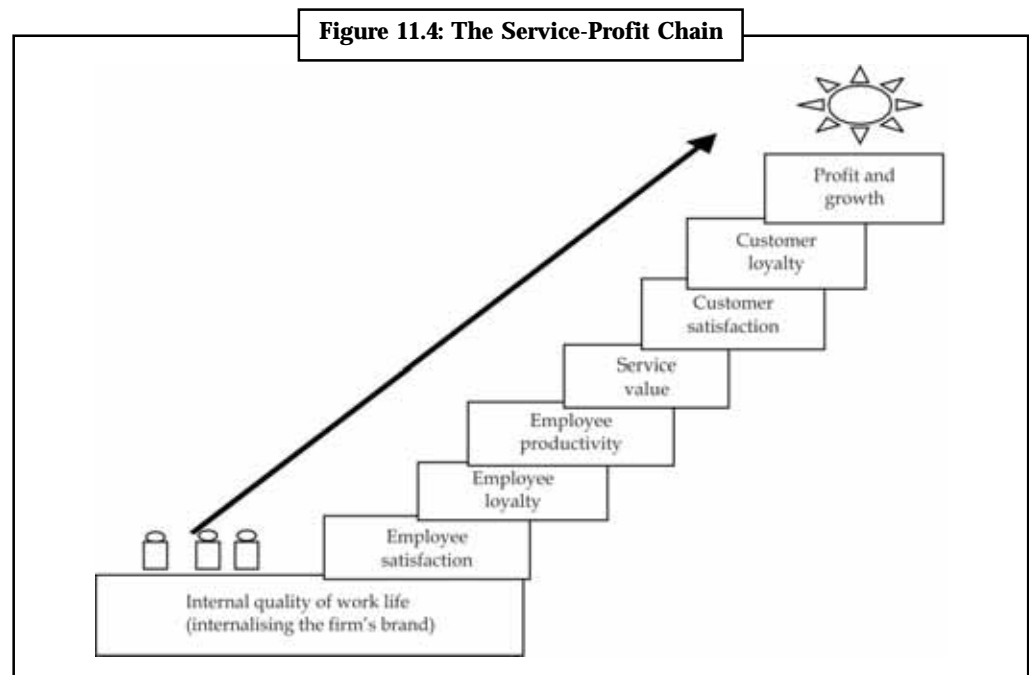 Figure 11.4: The Service-Profit Chain
Profit and
growth
Customer
loyalty
Customer
satisfaction
Service
value
Employee
productivity
Employee
loyalty
Employee
satisfaction
Internal quality of work life
(internalising the firm's brand)